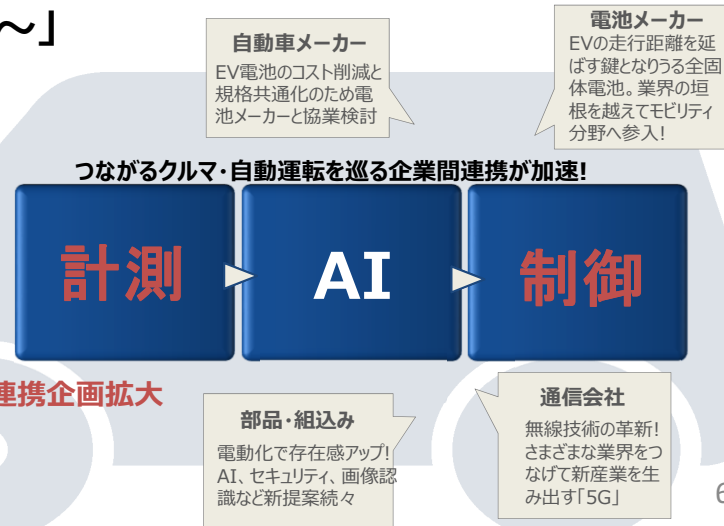 ～」
自動車メーカー
EV電池のコスト削減と
規格共通化のため電
池メーカーと協業検討
電池メーカー
EVの走行距離を延
ばす鍵となりうる全固
体電池。業界の垣
根を越えてモビリティ
分野へ参入!
つながるクルマ・自動運転を巡る企業間連携が加速!
計測
AI
制御
連携企画拡大
部品・組込み
電動化で存在感アップ!
AI、セキュリティ、画像認
識など新提案続々
通信会社
無線技術の革新!
さまざまな業界をつ
なげて新産業を生
み出す「5G」
6